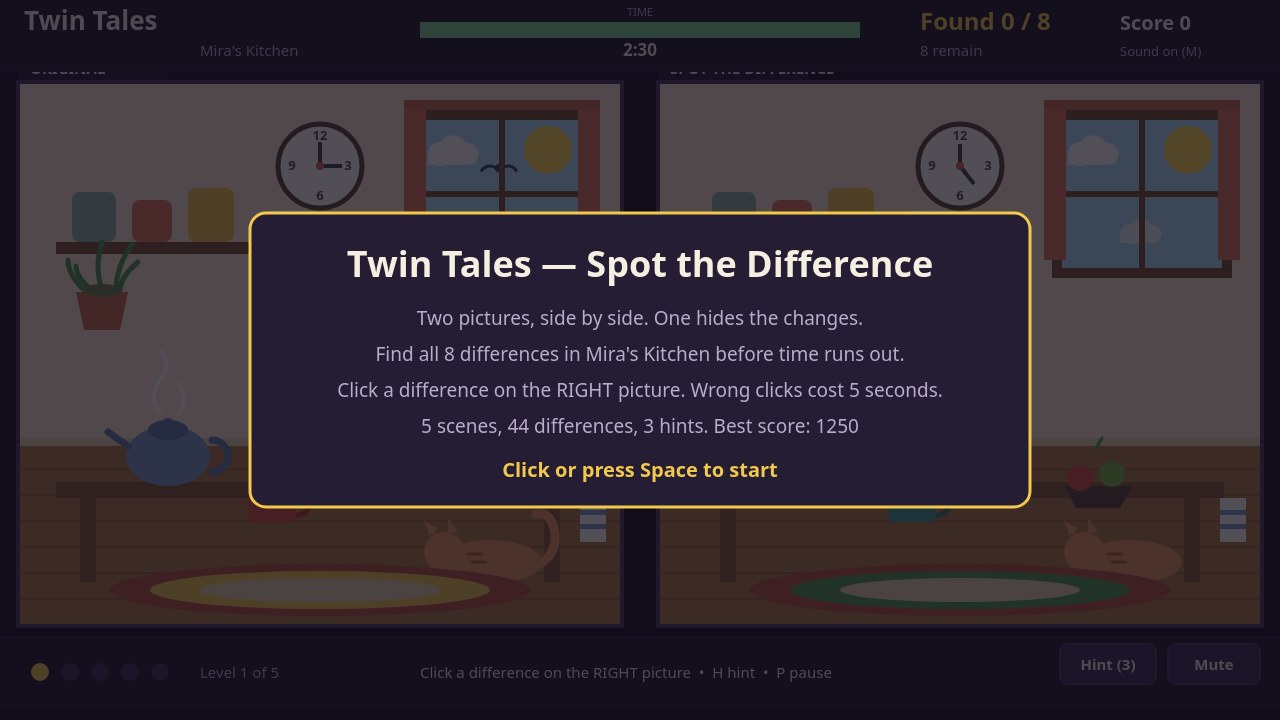 Twin Tales
Mira's Kitchen
TIME
2:30
Found 0 / 8
8 remain
Score 0
Sound on (M)
ORIGINAL
SPOT THE DIFFERENCE
12
3
6
9
12
3
6
9
Twin Tales — Spot the Difference
Two pictures, side by side. One hides the changes.
Find all 8 differences in Mira's Kitchen before time runs out.
Click a difference on the RIGHT picture. Wrong clicks cost 5 seconds.
5 scenes, 44 differences, 3 hints. Best score: 1250
Click or press Space to start
Level 1 of 5
Click a difference on the RIGHT picture • H hint • P pause
Hint (3)
Mute